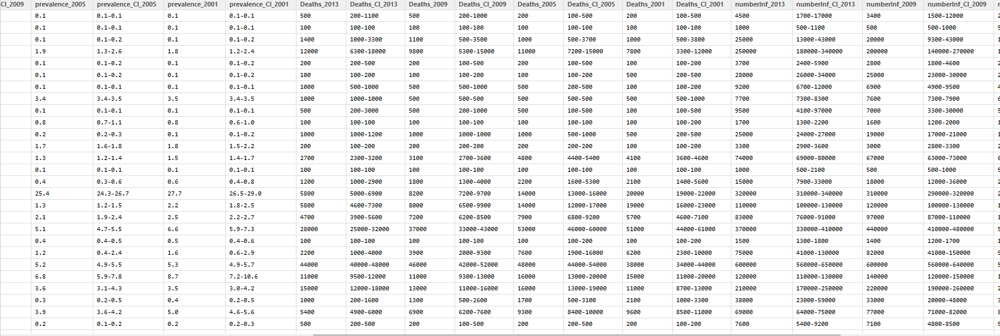 CI_2009 prevalence_2005 prevalence_CI_2005 prevalence_2001 prevalence_CI_2001 Deaths_2013 Deaths_CI_2013 Deaths_2009 Deaths_CI_2009 Deaths_2005 Deaths_CI_2005 Deaths_2001 Deaths_CI_2001 numberInf_2013 numberInf_CI_2013 numberInf_2009 numberInf_CI_2009
0.1 0.1-0.1 0.1 0.1-0.1 500 200-1100 500 200-1000 200 100-500 200 100-500 4500 1700-17000 3400 1500-12000 2
0.1 0.1-0.1 0.1 0.1-0.1 100 100-100 100 100-100 100 100-100 100 100-100 1000 500-1100 500 500-1000 5
0.1 0.1-0.2 0.1 0.1-0.2 1400 1000-3300 1100 500-3500 1000 500-3700 1000 500-3800 25000 13000-43000 20000 9300-43000 1
1.9 1.3-2.6 1.8 1.2-2.4 12000 6300-18000 9800 5300-15000 11000 7200-15000 7800 3300-12000 250000 180000-340000 200000 140000-270000 1
0.1 0.1-0.2 0.1 0.1-0.2 200 200-500 200 100-500 200 100-500 100 100-200 3700 2400-5900 2800 1800-4600 2
0.1 0.1-0.2 0.1 0.1-0.2 100 100-200 100 100-200 100 100-200 500 200-500 28000 26000-34000 25000 23000-30000 2
0.1 0.1-0.1 0.1 0.1-0.1 1000 500-1000 500 500-1000 500 200-500 100 100-200 9200 6700-12000 6900 4900-9500 4
3.4 3.4-3.5 3.5 3.4-3.5 1000 1000-1000 500 500-500 500 500-500 500 500-1000 7700 7300-8300 7600 7300-7900 6
0.1 0.1-0.1 0.1 0.1-0.1 500 200-3000 500 200-1000 500 100-500 100 100-500 9500 4100-97000 7000 3300-30000 5
0.8 0.7-1.1 0.8 0.6-1.0 100 100-100 100 100-100 100 100-100 100 100-200 1700 1300-2200 1600 1200-2000 1
0.2 0.2-0.3 0.1 0.1-0.2 1000 1000-1200 1000 1000-1000 1000 500-1000 500 200-500 25000 24000-27000 19000 17000-21000 1
1.7 1.6-1.8 1.8 1.5-2.2 200 100-200 200 200-200 200 200-200 100 100-200 3300 2900-3600 3000 2800-3300 2
1.3 1.2-1.4 1.5 1.4-1.7 2700 2300-3200 3100 2700-3600 4800 4400-5400 4100 3600-4600 74000 69000-80000 67000 63000-73000 6
0.1 0.1-0.1 0.1 0.1-0.1 100 100-100 100 100-100 100 100-100 100 100-100 1000 500-2100 500 500-1000 5
0.4 0.3-0.6 0.6 0.4-0.8 1200 1000-2900 1800 1300-4000 2200 1600-5300 2100 1400-5600 15000 7900-33000 18000 12000-36000 2
25.4 24.3-26.7 27.7 26.5-29.0 5800 5000-6900 8200 7200-9700 14000 13000-16000 20000 19000-22000 320000 310000-340000 310000 290000-320000 2
1.3 1.2-1.5 2.2 1.8-2.5 5800 4600-7300 8000 6500-9900 14000 12000-17000 19000 16000-23000 110000 100000-130000 120000 100000-130000 1
2.1 1.9-2.4 2.5 2.2-2.7 4700 3900-5600 7200 6200-8500 7900 6800-9200 5700 4600-7100 83000 76000-91000 97000 87000-110000 1
5.1 4.7-5.5 6.6 5.9-7.3 28000 25000-32000 37000 33000-43000 53000 46000-60000 51000 44000-61000 370000 330000-410000 440000 410000-480000 5
0.4 0.4-0.5 0.5 0.4-0.6 100 100-100 100 100-100 100 100-200 100 100-200 1500 1300-1800 1400 1200-1700 1
1.2 0.4-2.4 1.6 0.6-2.9 2200 1000-4000 3900 2000-9300 7600 1900-16000 6200 2300-10000 75000 41000-130000 82000 41000-150000 9
5.2 4.9-5.5 5.3 4.9-5.7 44000 40000-48000 46000 42000-52000 48000 44000-54000 38000 34000-44000 600000 560000-650000 600000 560000-640000 5
6.8 5.9-7.8 8.7 7.2-10.6 11000 9500-12000 11000 9300-13000 16000 13000-20000 15000 11000-20000 120000 110000-130000 140000 120000-150000 1
3.6 3.1-4.3 3.5 3.0-4.2 15000 12000-18000 13000 11000-16000 16000 13000-19000 11000 8700-13000 210000 170000-250000 220000 190000-260000 2
0.3 0.2-0.5 0.4 0.2-0.5 1000 200-1600 1300 500-2600 1700 500-3100 2100 1000-3300 38000 23000-59000 33000 20000-48000 3
3.9 3.6-4.2 5.0 4.6-5.6 5400 4900-6000 6900 6200-7600 9300 8400-10000 9600 8500-11000 69000 64000-75000 77000 71000-82000 8
0.2 0.1-0.2 0.2 0.2-0.3 500 200-500 200 100-500 200 200-500 200 100-200 7600 5400-9200 7100 4800-8500 5